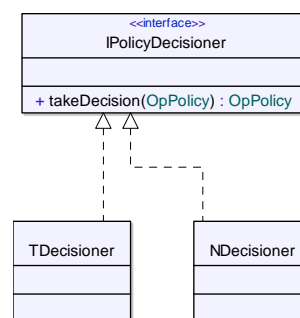 <<interface>>
IPolicyDecisioner
+ takeDecision(OpPolicy) : OpPolicy
TDecisioner
NDecisioner